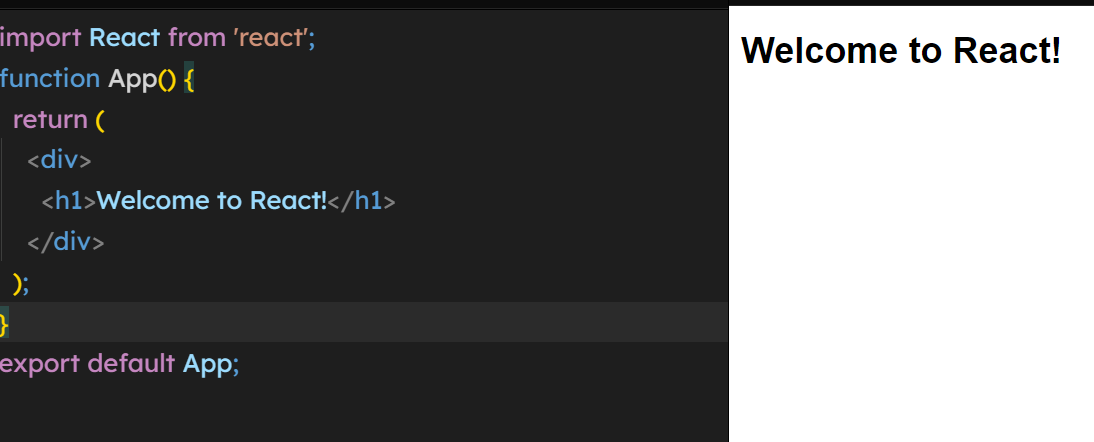 import React from 'react';
function App() {
return (
<div>
<h1>Welcome to React!</h1>
</div>
);
}
export default App;
Welcome to React!